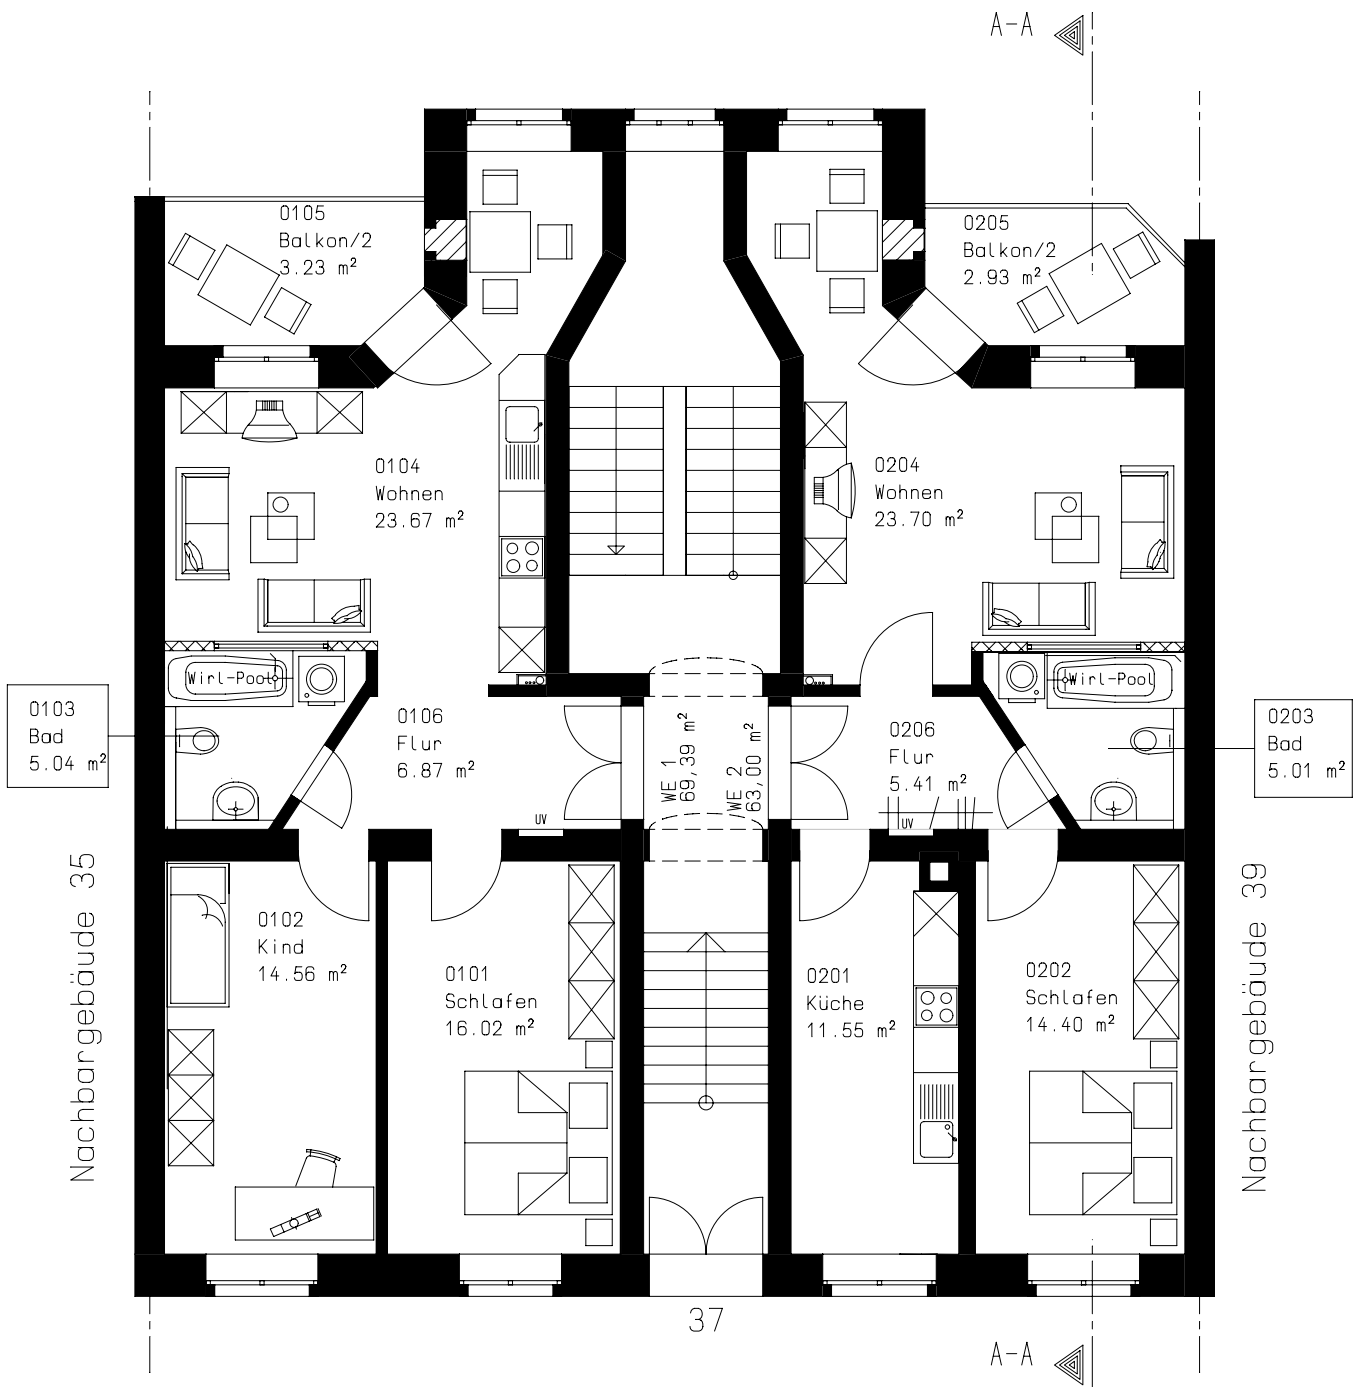 A-A
0105
Balkon/2
3.23 m²
0205
Balkon/2
2.93 m²
0104
Wohnen
23.67 m²
0204
Wohnen
23.70 m²
Wirl-Pool
Wirl-Pool
0103
Bad
5.04 m²
0106
Flur
6.87 m²
WE 1
69,39 m²
WE 2
63,00 m²
0206
Flur
5.41 m²
0203
Bad
5.01 m²
UV
UV
Nachbargebäude 35
0102
Kind
14.56 m²
0101
Schlafen
16.02 m²
0201
Küche
11.55 m²
0202
Schlafen
14.40 m²
Nachbargebäude 39
37
A-A